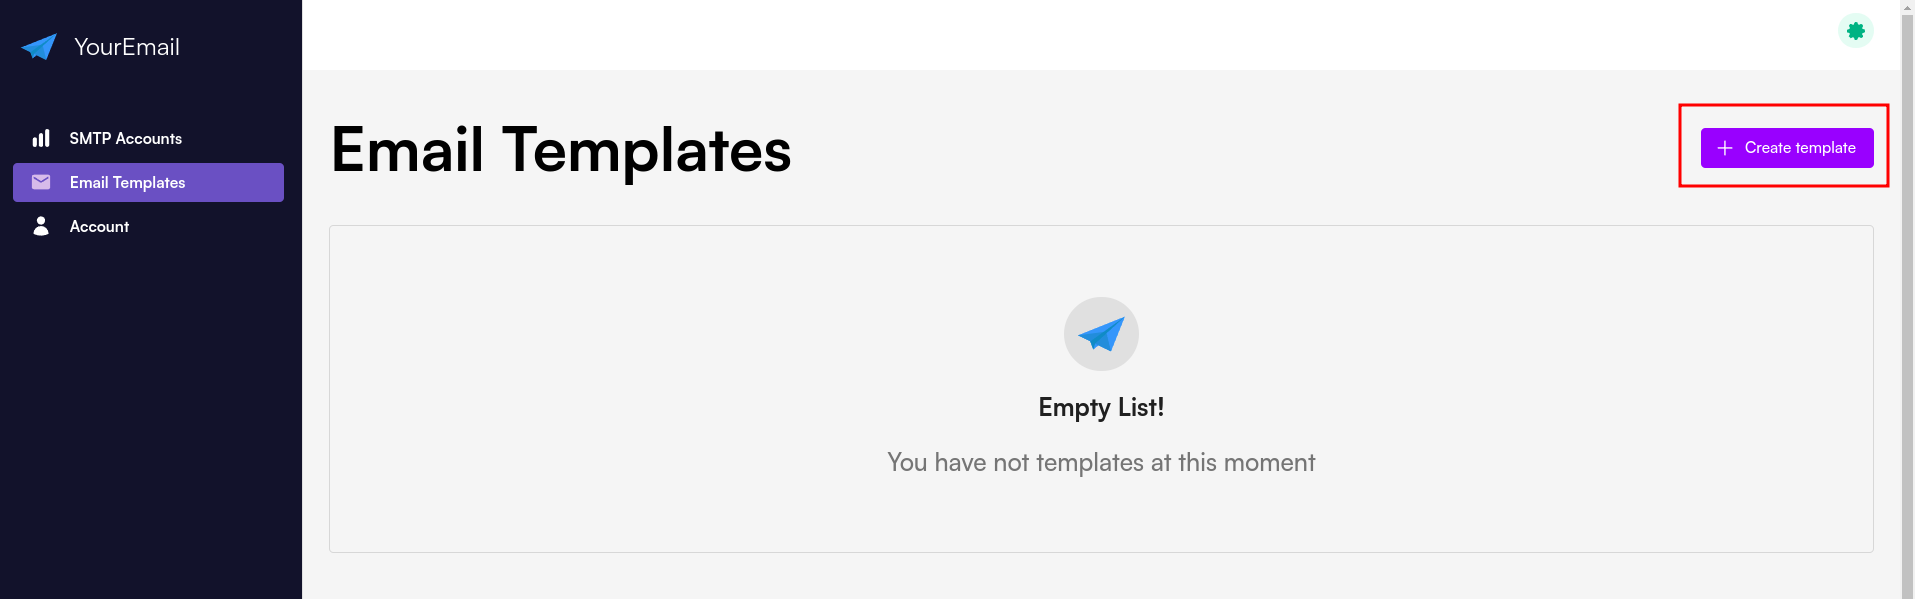 YourEmail
SMTP Accounts
Email Templates
Account
Email Templates
Create template
Empty List!
You have not templates at this moment